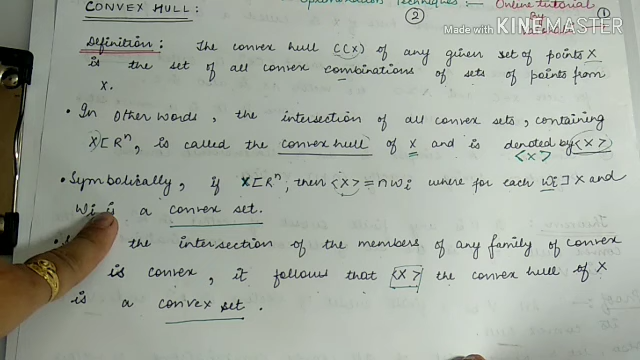 CONVEX HULL:
Optimization Techniques :— Online tutorial
② ①
By
Made with KINEMASTER
Definition: The convex hull C(X) of any given set of points X
is the set of all convex combinations of sets of points from
X.
• In other words, the intersection of all convex sets, containing
X⊏Rⁿ, is called the convex hull of X and is denoted by <X>
<X>
• Symbolically, if X⊏Rⁿ, then <X> = ∩Wi where for each Wi⊐X and
Wi is a convex set.
• the intersection of the members of any family of convex
is convex, it follows that <X> the convex hull of X
is a convex set.